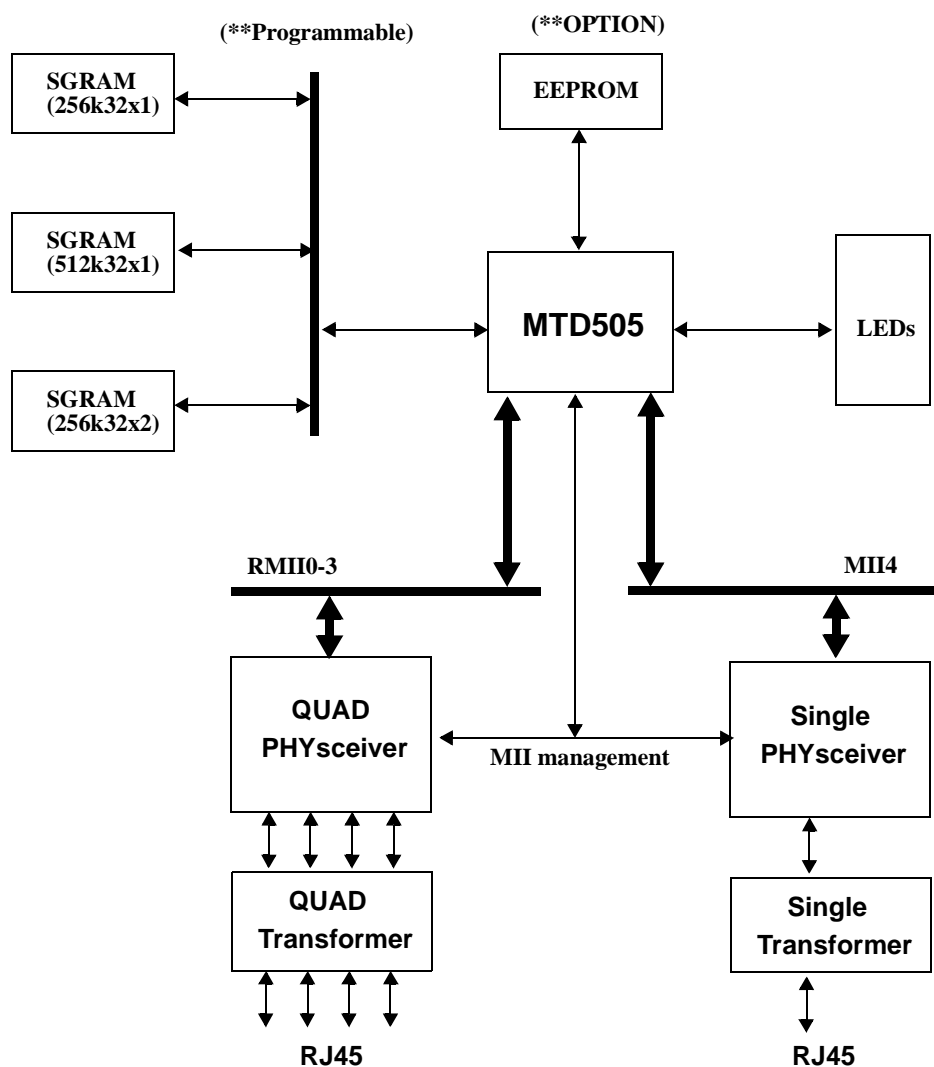 (**Programmable)
(**OPTION)
SGRAM
(256k32x1)
EEPROM
SGRAM
(512k32x1)
MTD505
LEDs
SGRAM
(256k32x2)
RMII0-3
MII4
QUAD
PHYsceiver
Single
PHYsceiver
MII management
QUAD
Transformer
Single
Transformer
RJ45
RJ45